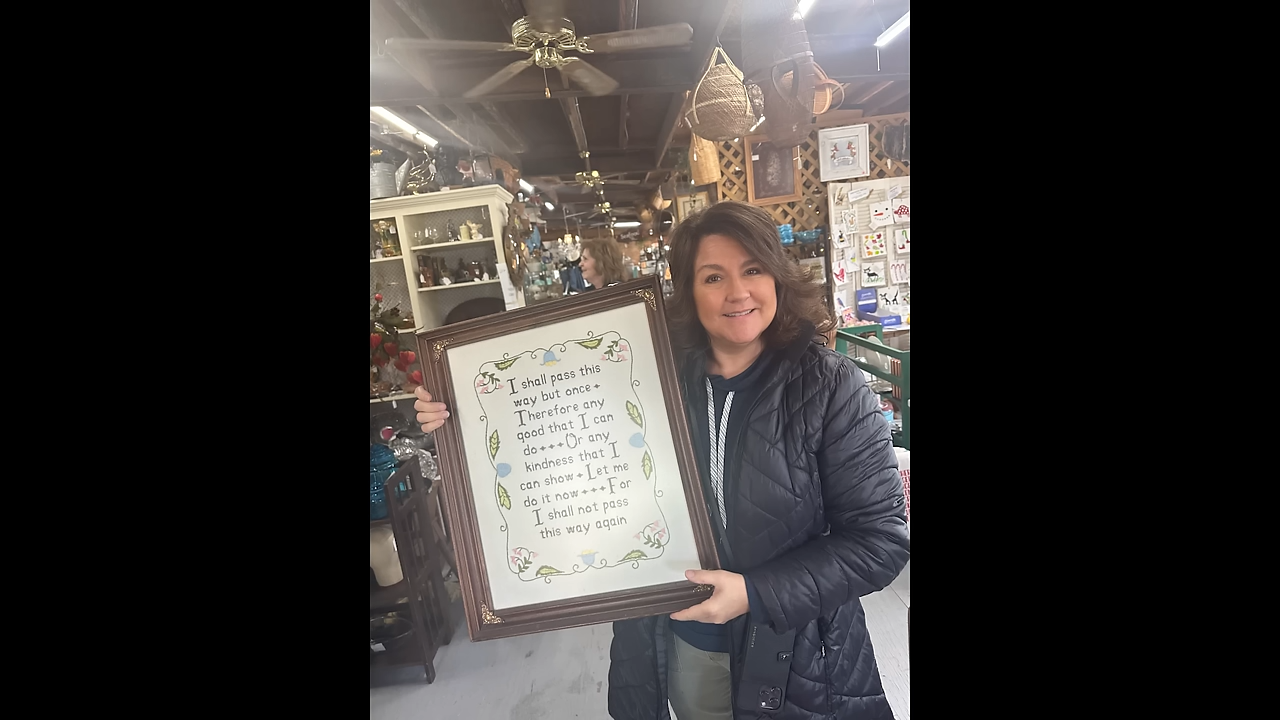 I shall pass this
way but once +
Therefore any
good that I can
do +++ Or any
kindness that I
can show + Let me
do it now +++ For
I shall not pass
this way again